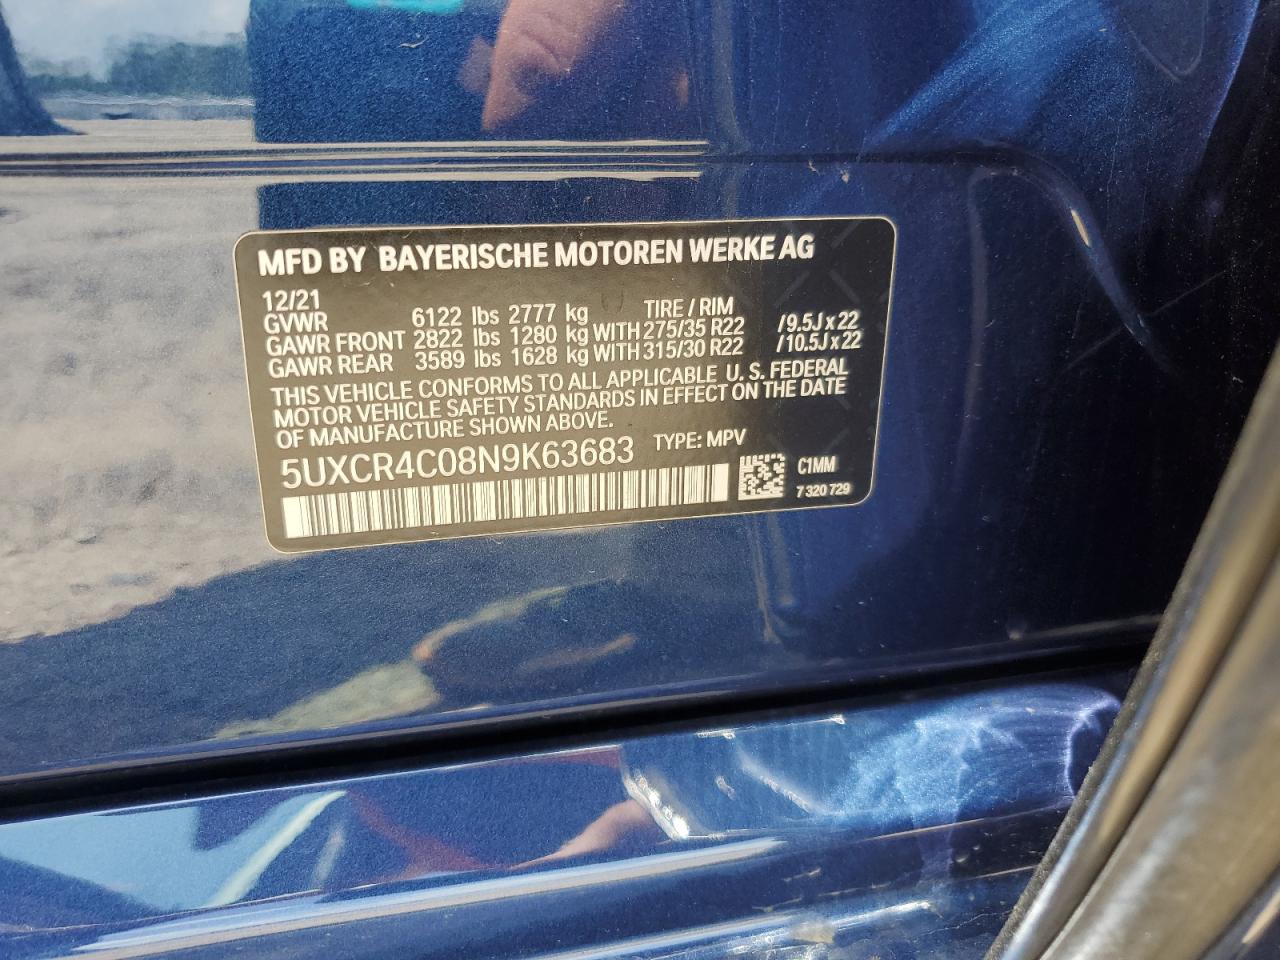 MFD BY BAYERISCHE MOTOREN WERKE AG
12/21
GVWR 6122 lbs 2777 kg TIRE / RIM
GAWR FRONT 2822 lbs 1280 kg WITH 275/35 R22 /9.5J x 22
GAWR REAR 3589 lbs 1628 kg WITH 315/30 R22 /10.5J x 22
THIS VEHICLE CONFORMS TO ALL APPLICABLE U. S. FEDERAL
MOTOR VEHICLE SAFETY STANDARDS IN EFFECT ON THE DATE
OF MANUFACTURE SHOWN ABOVE.
5UXCR4C08N9K63683 TYPE: MPV
C1MM
7 320 729